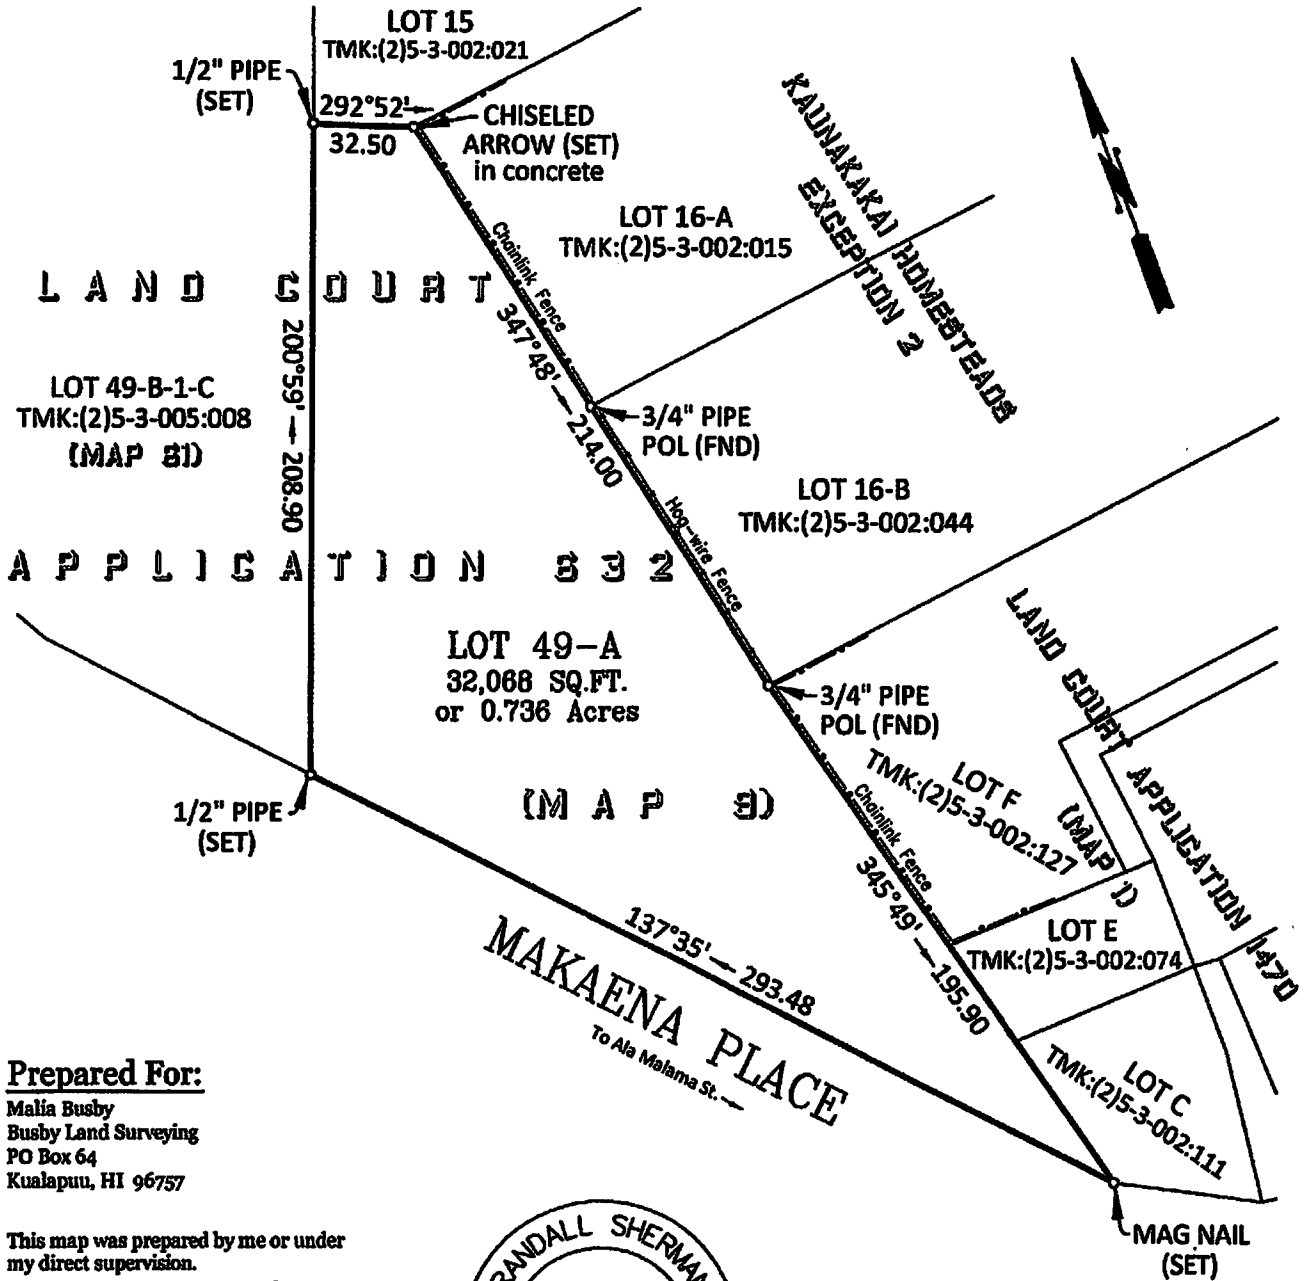 LOT 15
TMK:(2)5-3-002:021
1/2" PIPE
(SET)
292°52'
32.50
CHISELED
ARROW (SET)
in concrete
KAUNAKAKAI HOMESTEADS
EXCEPTION 2
LOT 16-A
TMK:(2)5-3-002:015
Chainlink Fence
LAND COURT
347°48'
214.00
200°59'
208.90
LOT 49-B-1-C
TMK:(2)5-3-005:008
(MAP 81)
3/4" PIPE
POL (FND)
LOT 16-B
TMK:(2)5-3-002:044
Hog-wire Fence
APPLICATION 632
LOT 49-A
32,068 SQ.FT.
or 0.736 Acres
LAND COURT APPLICATION 1470
(MAP 1)
3/4" PIPE
POL (FND)
LOT F
TMK:(2)5-3-002:127
1/2" PIPE
(SET)
(MAP 9)
Chainlink Fence
345°49'
195.90
LOT E
TMK:(2)5-3-002:074
137°35'
293.48
MAKAENA PLACE
To Ala Malama St.
LOT C
TMK:(2)5-3-002:111
MAG NAIL
(SET)
Prepared For:
Malia Busby
Busby Land Surveying
PO Box 64
Kualapuu, HI 96757
This map was prepared by me or under
my direct supervision.
RANDALL SHERMAN